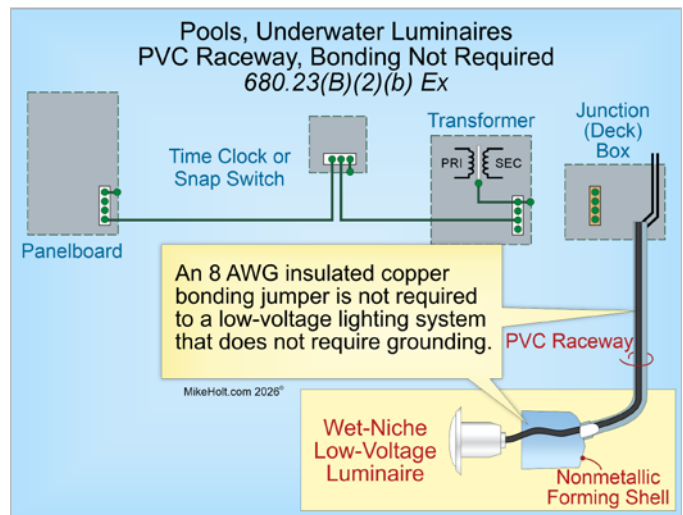 Pools, Underwater Luminaires
PVC Raceway, Bonding Not Required
680.23(B)(2)(b) Ex
Panelboard
Time Clock or
Snap Switch
Transformer
PRI
SEC
Junction
(Deck)
Box
An 8 AWG insulated copper
bonding jumper is not required
to a low-voltage lighting system
that does not require grounding.
PVC Raceway
MikeHolt.com 2026©
Wet-Niche
Low-Voltage
Luminaire
Nonmetallic
Forming Shell